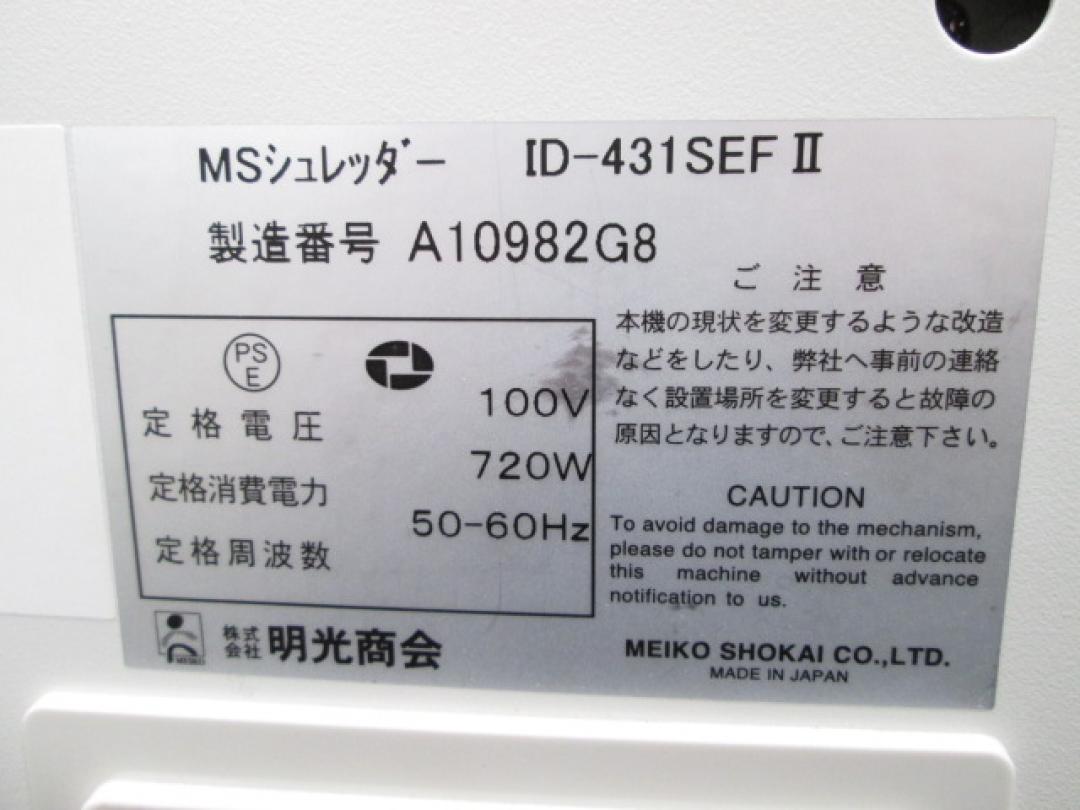 MSシュレッダー ID-431SEFⅡ
製造番号 A10982G8
PS
E
定格電圧 100V
定格消費電力 720W
定格周波数 50-60Hz
ご注意
本機の現状を変更するような改造
などをしたり、弊社へ事前の連絡
なく設置場所を変更すると故障の
原因となりますので、ご注意下さい。
CAUTION
To avoid damage to the mechanism,
please do not tamper with or relocate
this machine without advance
notification to us.
MEIKO
株式
会社 明光商会
MEIKO SHOKAI CO.,LTD.
MADE IN JAPAN